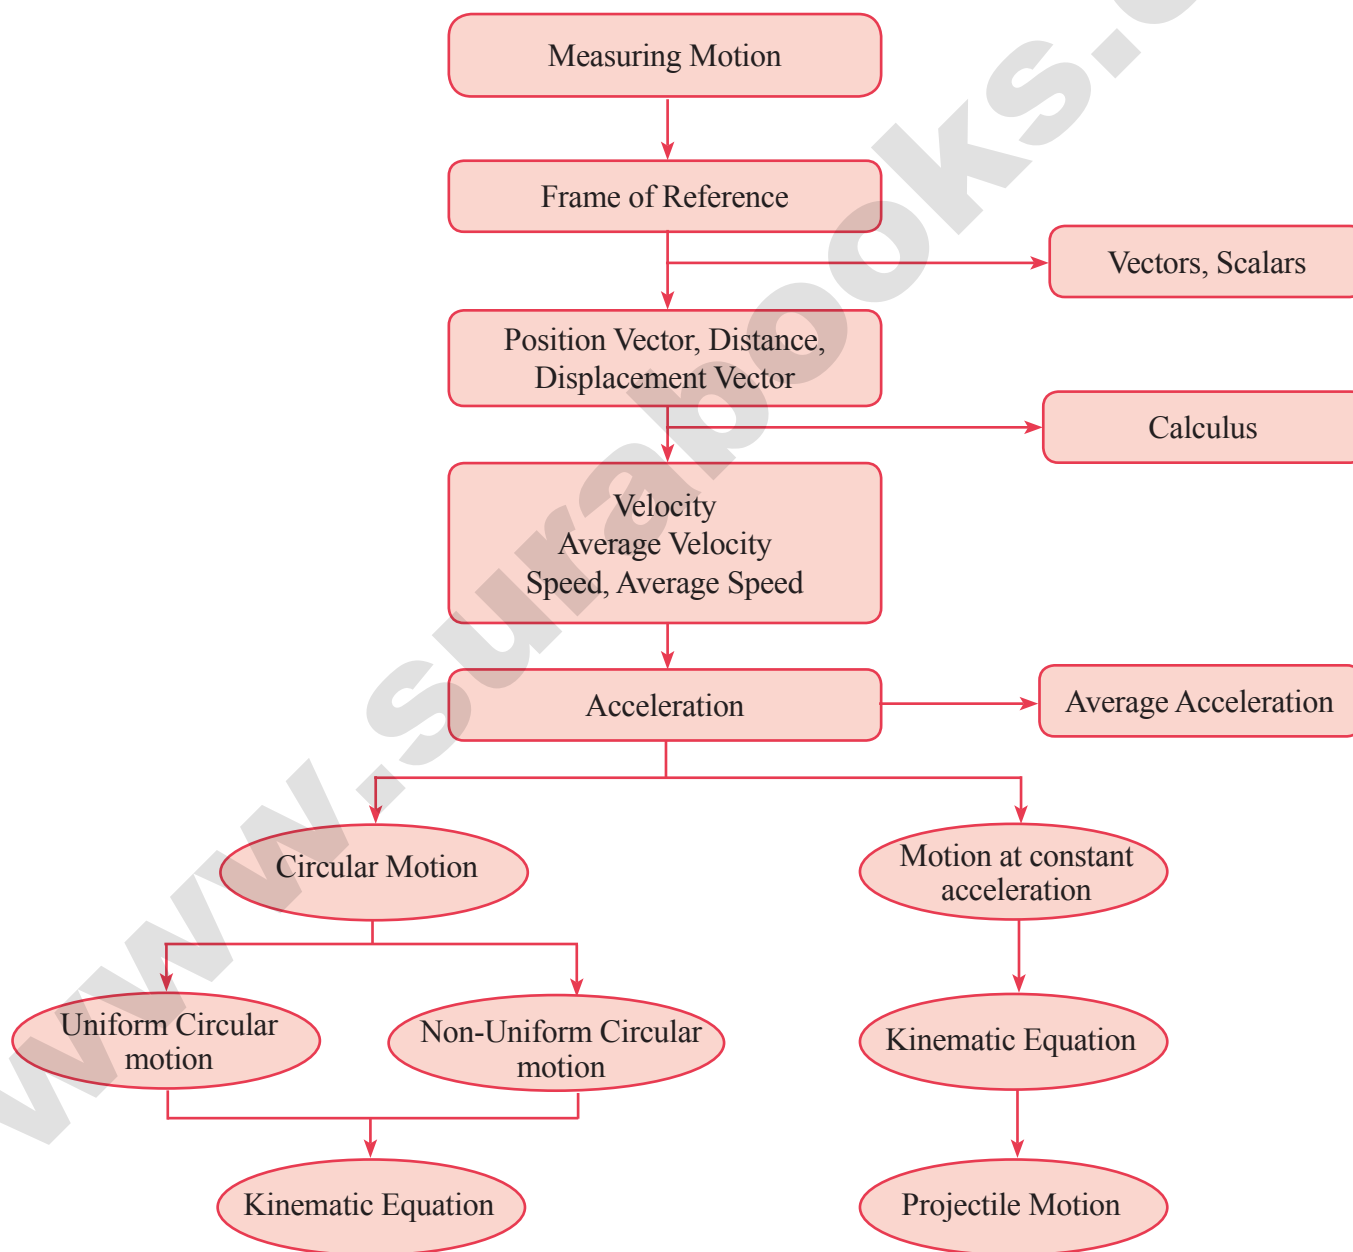 Measuring Motion
Frame of Reference
Vectors, Scalars
Position Vector, Distance,
Displacement Vector
Calculus
Velocity
Average Velocity
Speed, Average Speed
Acceleration
Average Acceleration
Circular Motion
Motion at constant
acceleration
Uniform Circular
motion
Non-Uniform Circular
motion
Kinematic Equation
Kinematic Equation
Projectile Motion
www.surabooks.c